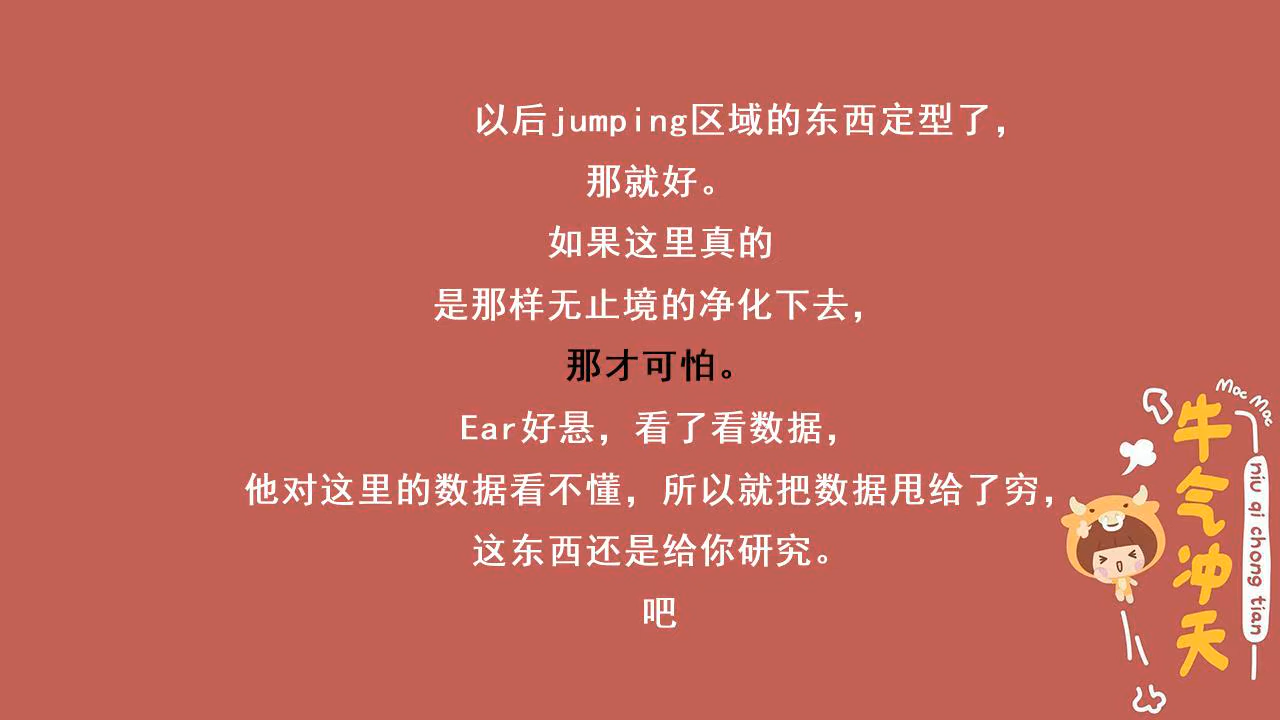 以后jumping区域的东西定型了，
那就好。
如果这里真的
是那样无止境的净化下去，
那才可怕。
Ear好悬，看了看数据，
他对这里的数据看不懂，所以就把数据甩给了穷，
这东西还是给你研究。
吧
Moc Moc
牛气冲天
niu qi chong tian